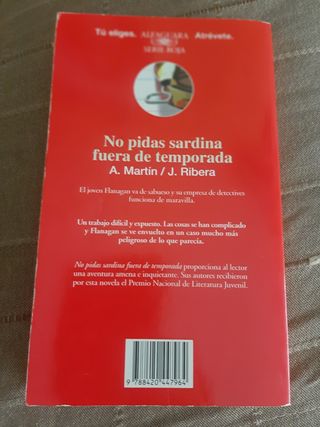 Tú eliges. ALFAGUARA Atrévete.
SERIE ROJA
No pidas sardina
fuera de temporada
A. Martín / J. Ribera
El joven Flanagan va de sabueso y su empresa de detectives
funciona de maravilla.
Un trabajo difícil y expuesto. Las cosas se han complicado
y Flanagan se ve envuelto en un caso mucho más
peligroso de lo que parecía.
No pidas sardina fuera de temporada proporciona al lector
una aventura amena e inquietante. Sus autores recibieron
por esta novela el Premio Nacional de Literatura Juvenil.
9 788420 447964